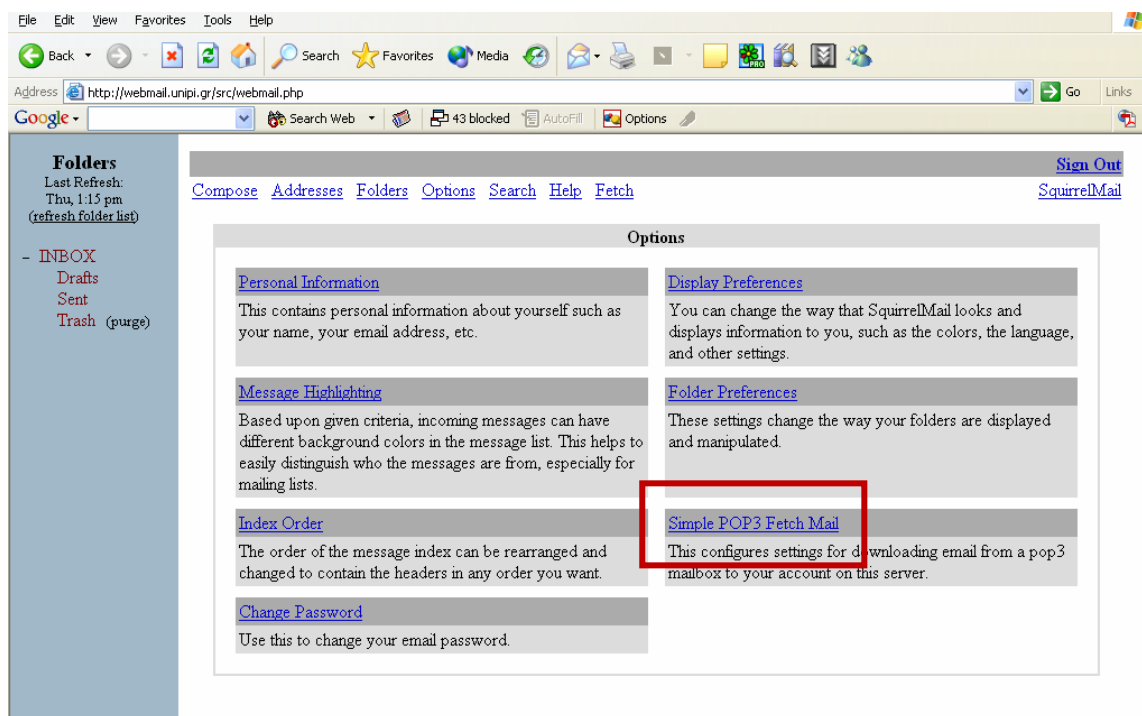 File Edit View Favorites Tools Help
Back Search Favorites Media PRO
Address http://webmail.unipi.gr/src/webmail.php Go Links
Google Search Web 43 blocked AutoFill Options
Folders
Last Refresh:
Thu, 1:15 pm
(refresh folder list)
– INBOX
Drafts
Sent
Trash (purge)
Sign Out
Compose Addresses Folders Options Search Help Fetch SquirrelMail
Options
Personal Information
This contains personal information about yourself such as
your name, your email address, etc.
Display Preferences
You can change the way that SquirrelMail looks and
displays information to you, such as the colors, the language,
and other settings.
Message Highlighting
Based upon given criteria, incoming messages can have
different background colors in the message list. This helps to
easily distinguish who the messages are from, especially for
mailing lists.
Folder Preferences
These settings change the way your folders are displayed
and manipulated.
Index Order
The order of the message index can be rearranged and
changed to contain the headers in any order you want.
Simple POP3 Fetch Mail
This configures settings for downloading email from a pop3
mailbox to your account on this server.
Change Password
Use this to change your email password.